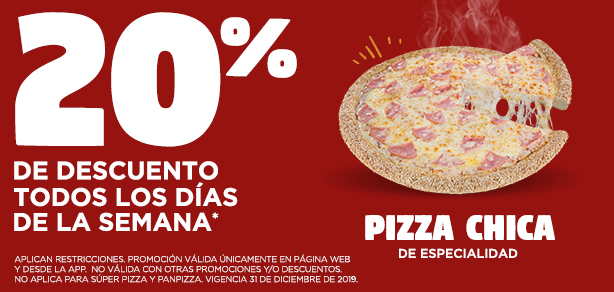 20%
DE DESCUENTO
TODOS LOS DÍAS
DE LA SEMANA*
PIZZA CHICA
DE ESPECIALIDAD
APLICAN RESTRICCIONES. PROMOCIÓN VÁLIDA ÚNICAMENTE EN PÁGINA WEB
Y DESDE LA APP. NO VÁLIDA CON OTRAS PROMOCIONES Y/O DESCUENTOS.
NO APLICA PARA SÚPER PIZZA Y PANPIZZA. VIGENCIA 31 DE DICIEMBRE DE 2019.